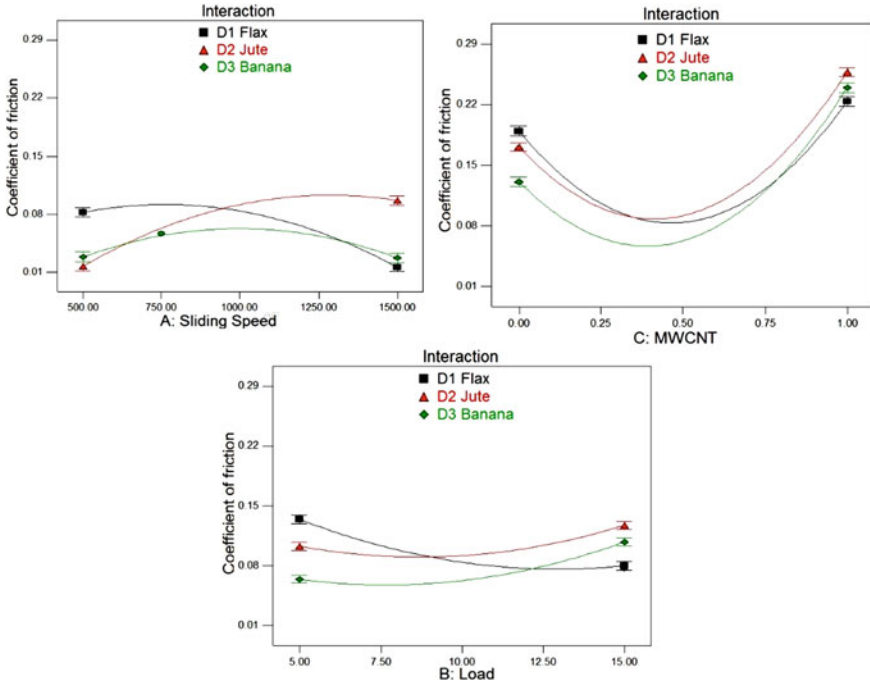 Interaction
D1 Flax
D2 Jute
D3 Banana
Coefficient of friction
0.29
0.22
0.15
0.08
0.01
500.00 750.00 1000.00 1250.00 1500.00
A: Sliding Speed
Interaction
D1 Flax
D2 Jute
D3 Banana
Coefficient of friction
0.29
0.22
0.15
0.08
0.01
0.00 0.25 0.50 0.75 1.00
C: MWCNT
Interaction
D1 Flax
D2 Jute
D3 Banana
Coefficient of friction
0.29
0.22
0.15
0.08
0.01
5.00 7.50 10.00 12.50 15.00
B: Load